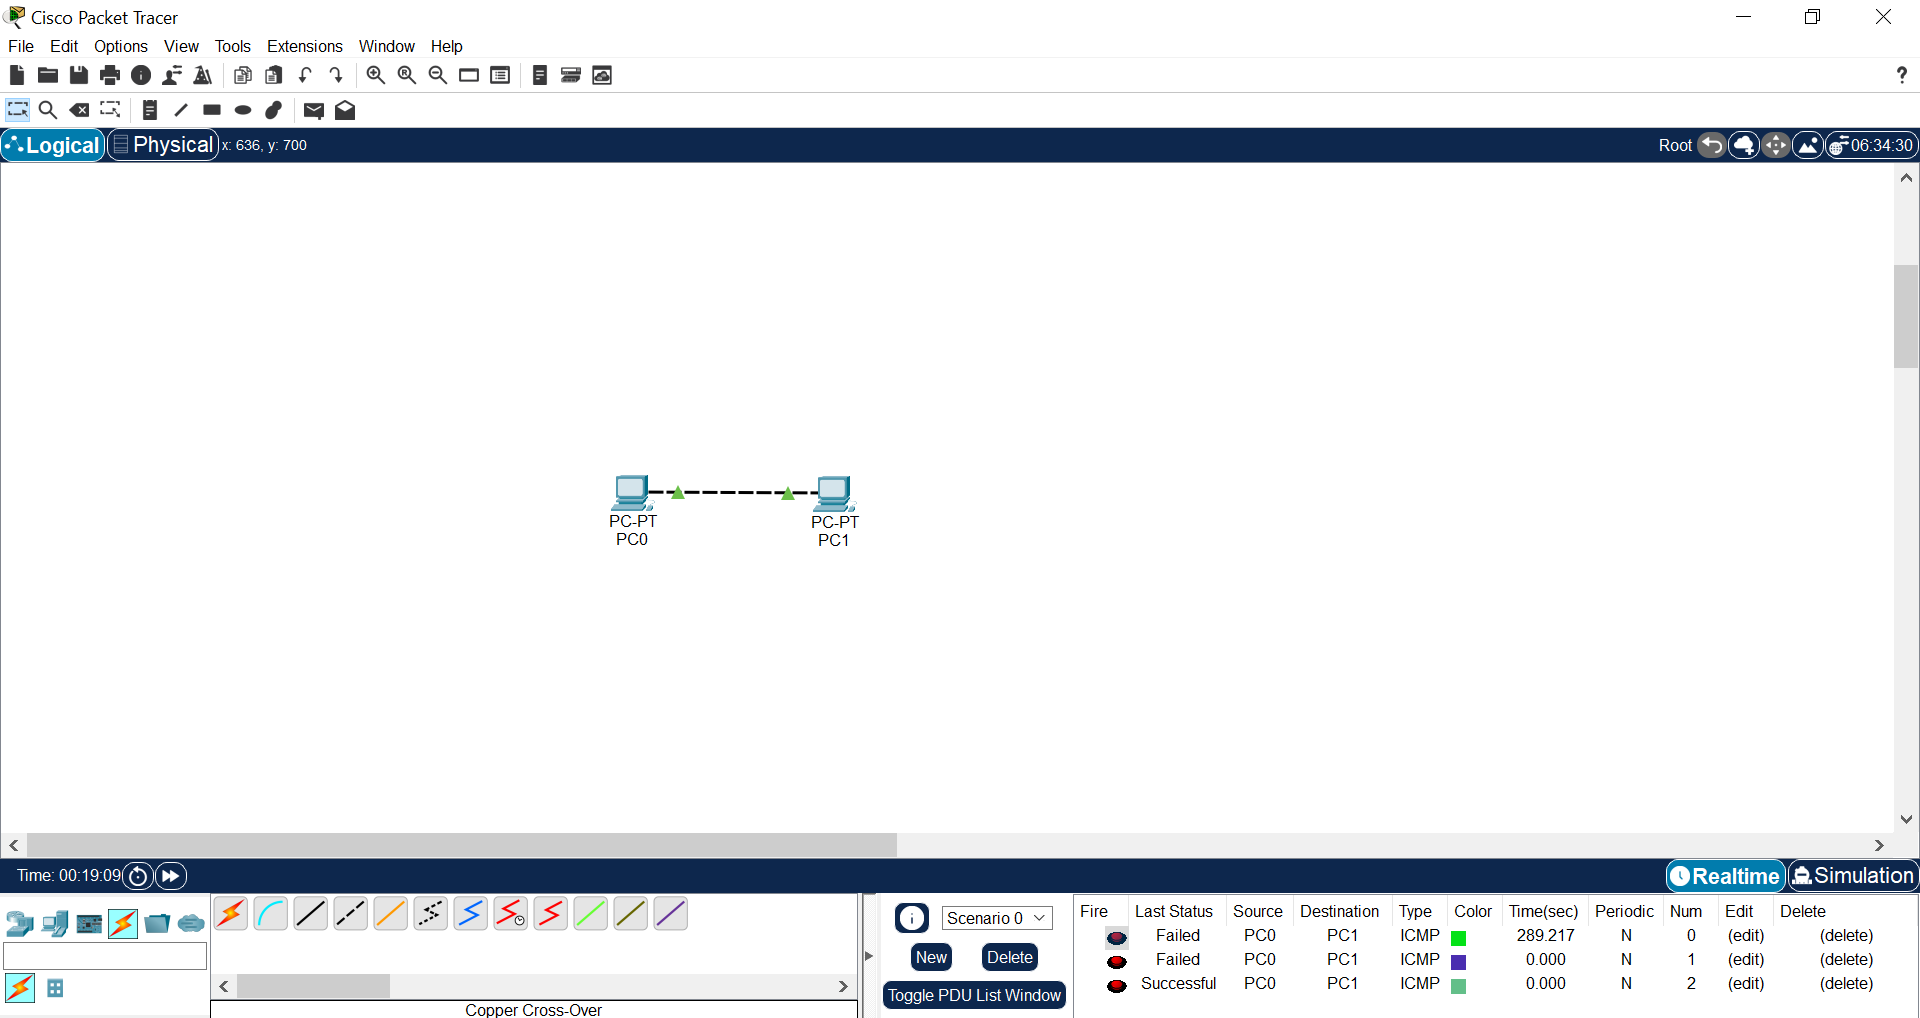 Cisco Packet Tracer
File Edit Options View Tools Extensions Window Help
?
Logical Physical x: 636, y: 700 Root 06:34:30
PC-PT PC-PT
PC0 PC1
Time: 00:19:09 Realtime Simulation
Scenario 0
New Delete
Toggle PDU List Window
Copper Cross-Over
Fire Last Status Source Destination Type Color Time(sec) Periodic Num Edit Delete
Failed PC0 PC1 ICMP 289.217 N 0 (edit) (delete)
Failed PC0 PC1 ICMP 0.000 N 1 (edit) (delete)
Successful PC0 PC1 ICMP 0.000 N 2 (edit) (delete)